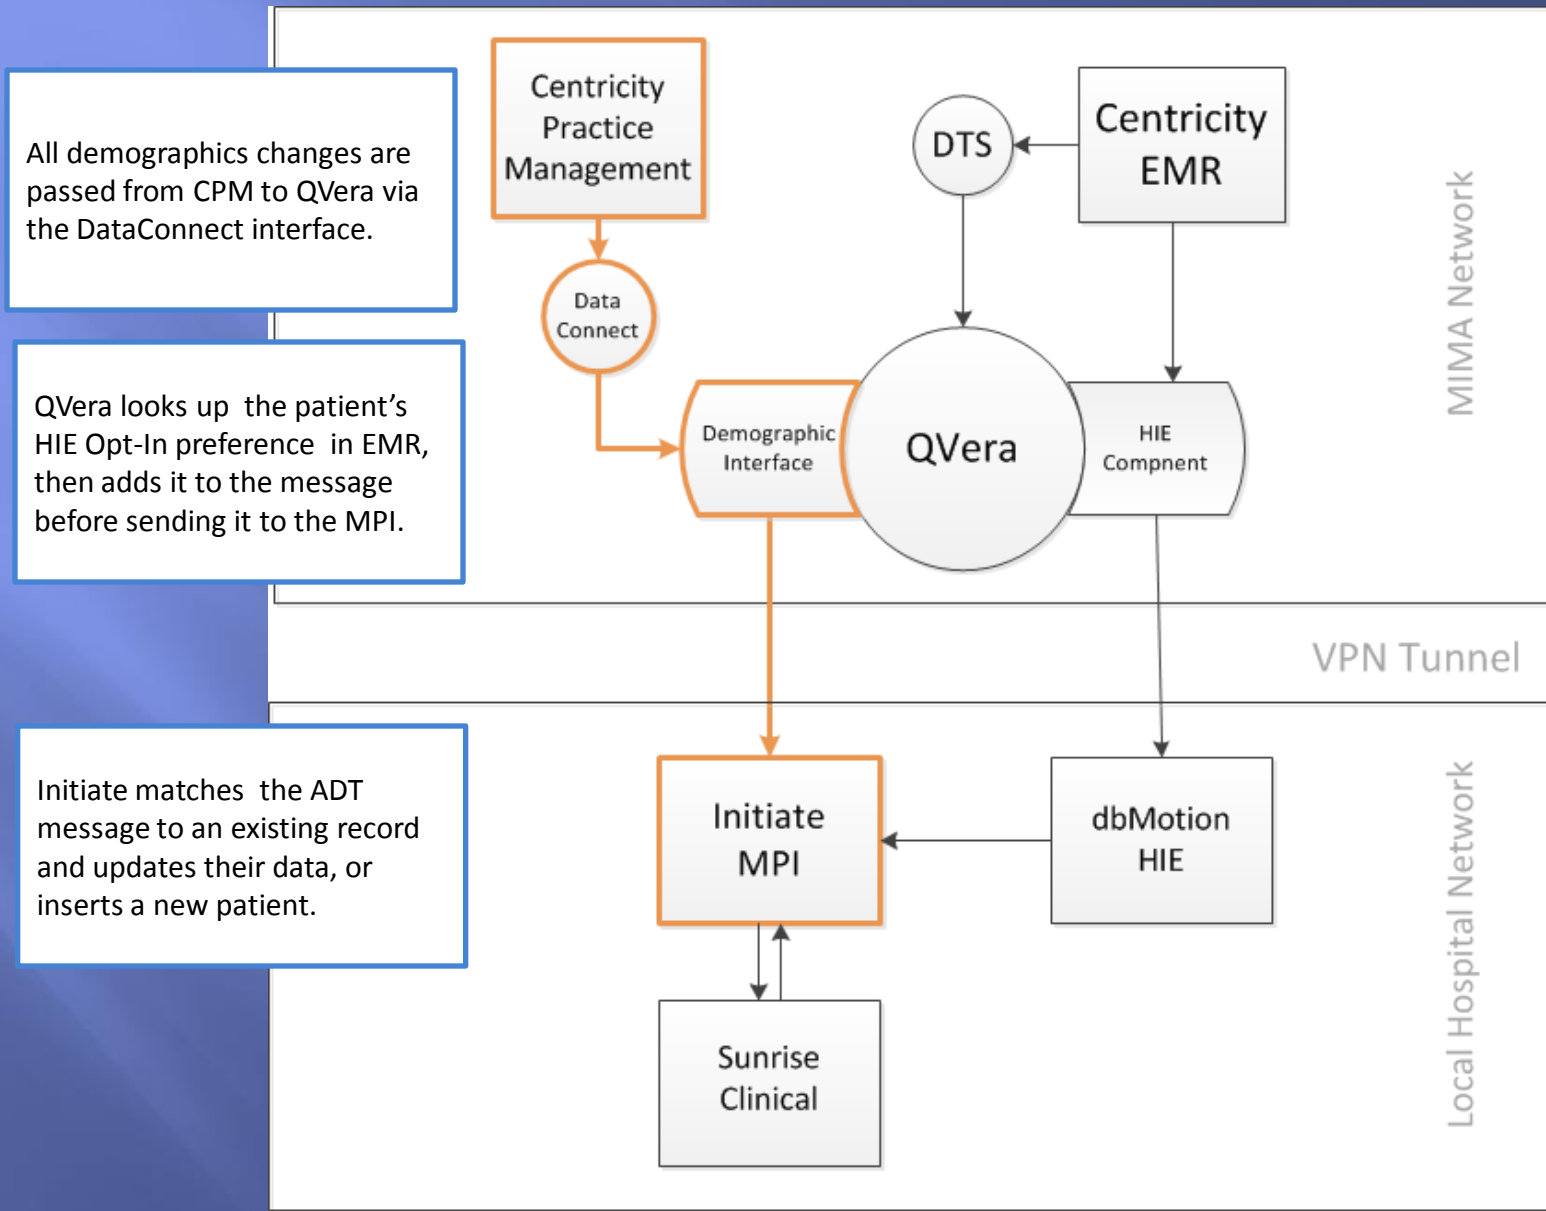 All demographics changes are
passed from CPM to QVera via
the DataConnect interface.
QVera looks up the patient's
HIE Opt-In preference in EMR,
then adds it to the message
before sending it to the MPI.
Initiate matches the ADT
message to an existing record
and updates their data, or
inserts a new patient.
Centricity
Practice
Management
Data
Connect
DTS
Centricity
EMR
Demographic
Interface
QVera
HIE
Compnent
MIMA Network
VPN Tunnel
Initiate
MPI
dbMotion
HIE
Sunrise
Clinical
Local Hospital Network